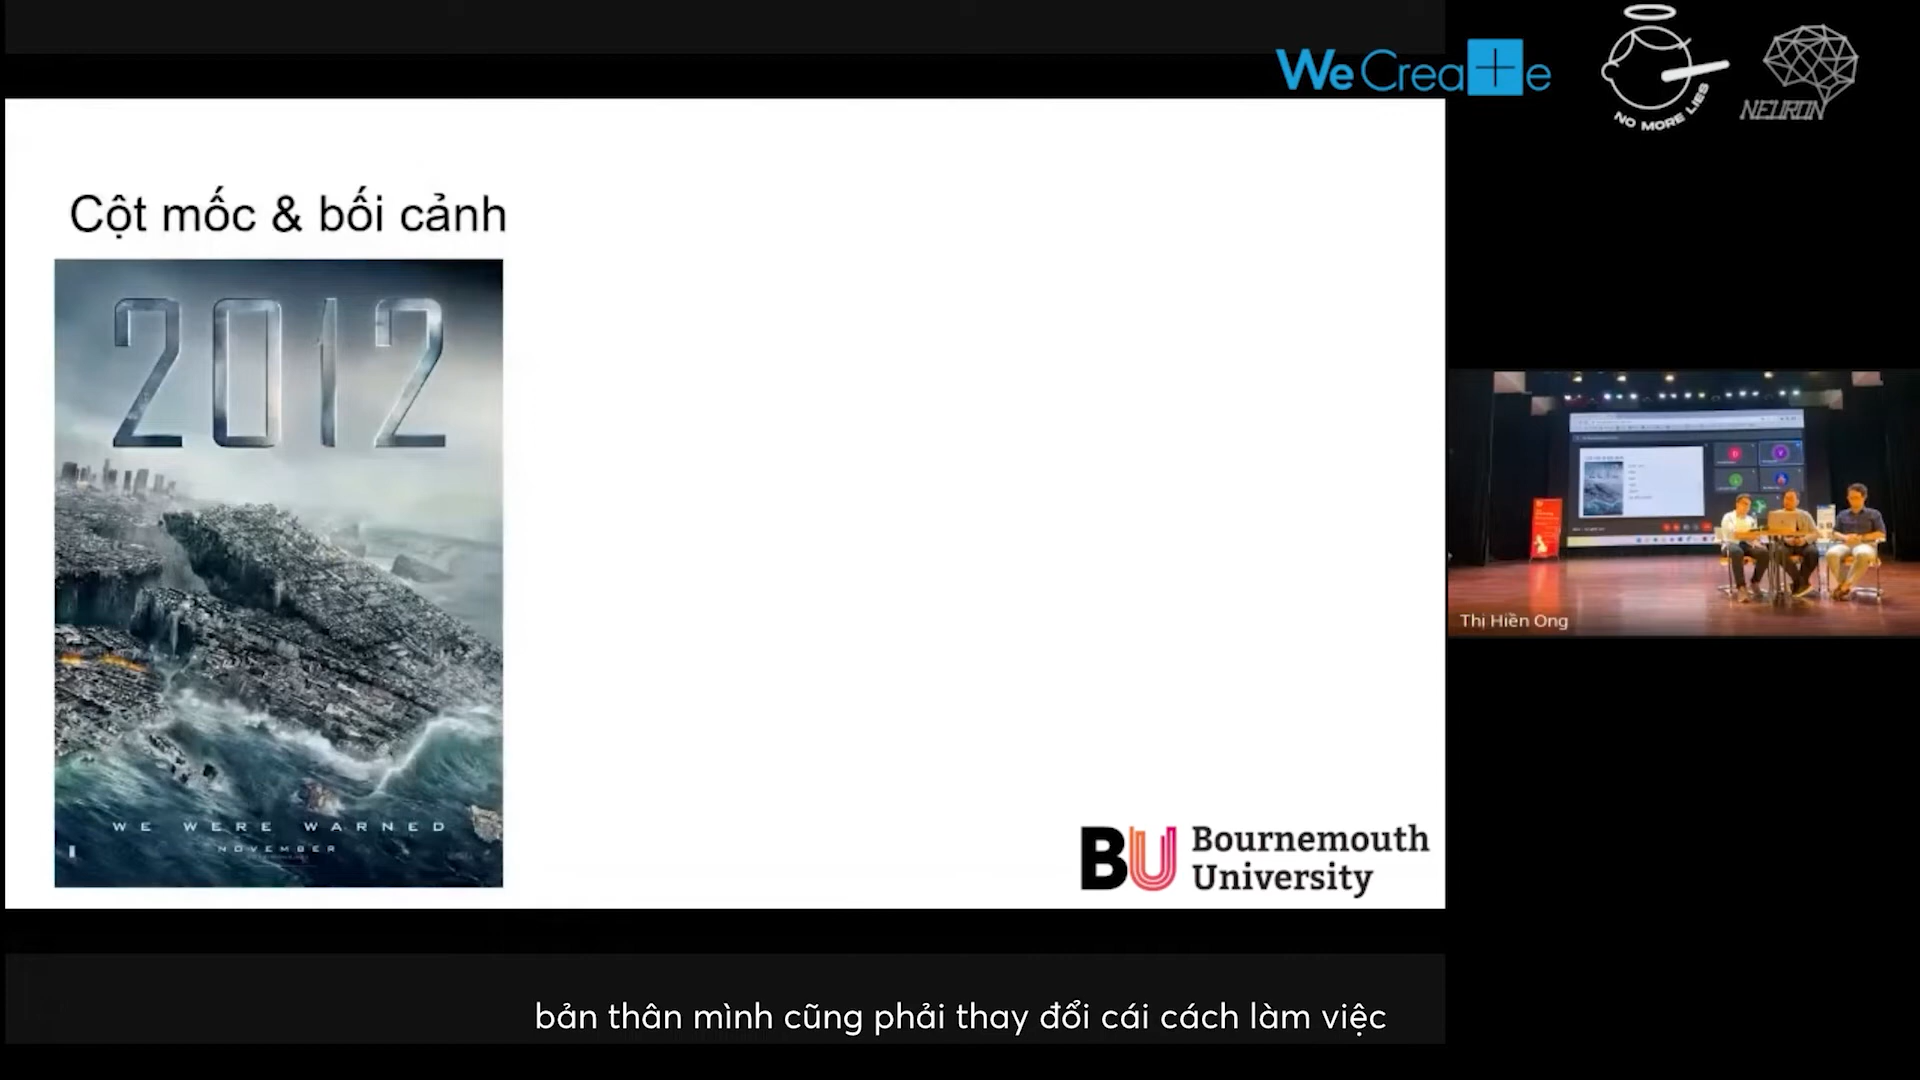 WeCreate
NO MORE LIES
NEURON
Cột mốc & bối cảnh
2012
WE WERE WARNED
NOVEMBER
BU Bournemouth
University
Thị Hiền Ong
bản thân mình cũng phải thay đổi cái cách làm việc